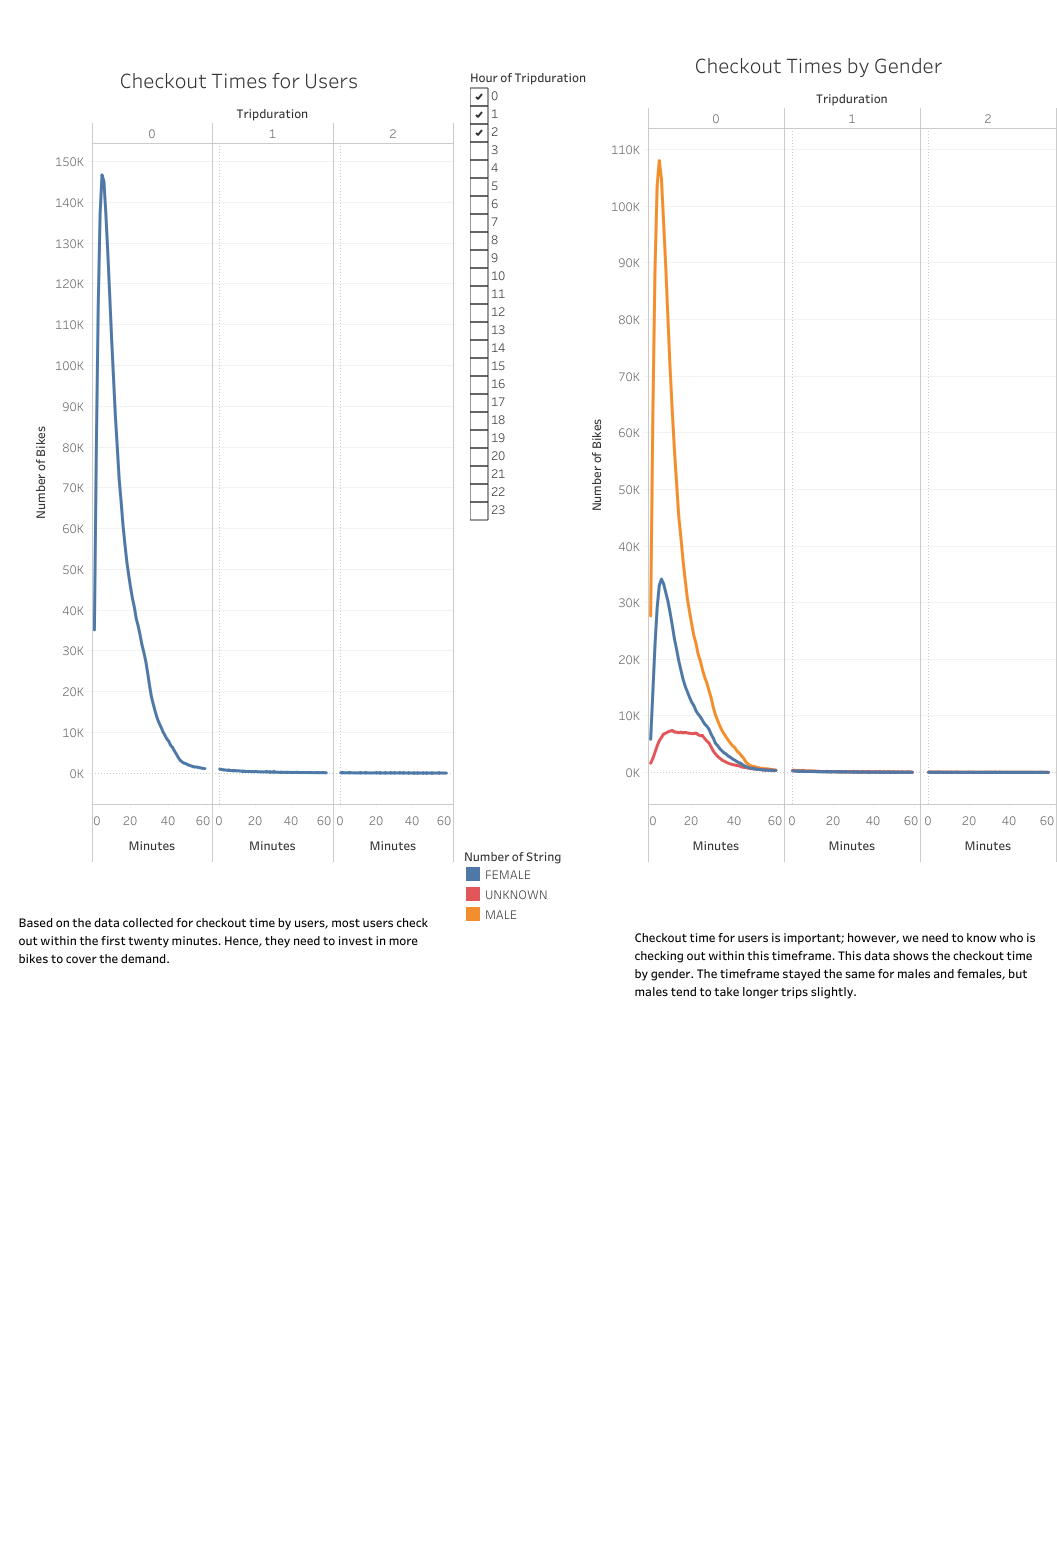 Checkout Times for Users
Tripduration
0 1 2
150K
140K
130K
120K
110K
100K
90K
80K
70K
60K
50K
40K
30K
20K
10K
0K
Number of Bikes
0 20 40 60 0 20 40 60 0 20 40 60
Minutes Minutes Minutes
Hour of Tripduration
0
1
2
3
4
5
6
7
8
9
10
11
12
13
14
15
16
17
18
19
20
21
22
23
Checkout Times by Gender
Tripduration
0 1 2
110K
100K
90K
80K
70K
60K
50K
40K
30K
20K
10K
0K
Number of Bikes
0 20 40 60 0 20 40 60 0 20 40 60
Minutes Minutes Minutes
Number of String
FEMALE
UNKNOWN
MALE
Based on the data collected for checkout time by users, most users check
out within the first twenty minutes. Hence, they need to invest in more
bikes to cover the demand.
Checkout time for users is important; however, we need to know who is
checking out within this timeframe. This data shows the checkout time
by gender. The timeframe stayed the same for males and females, but
males tend to take longer trips slightly.